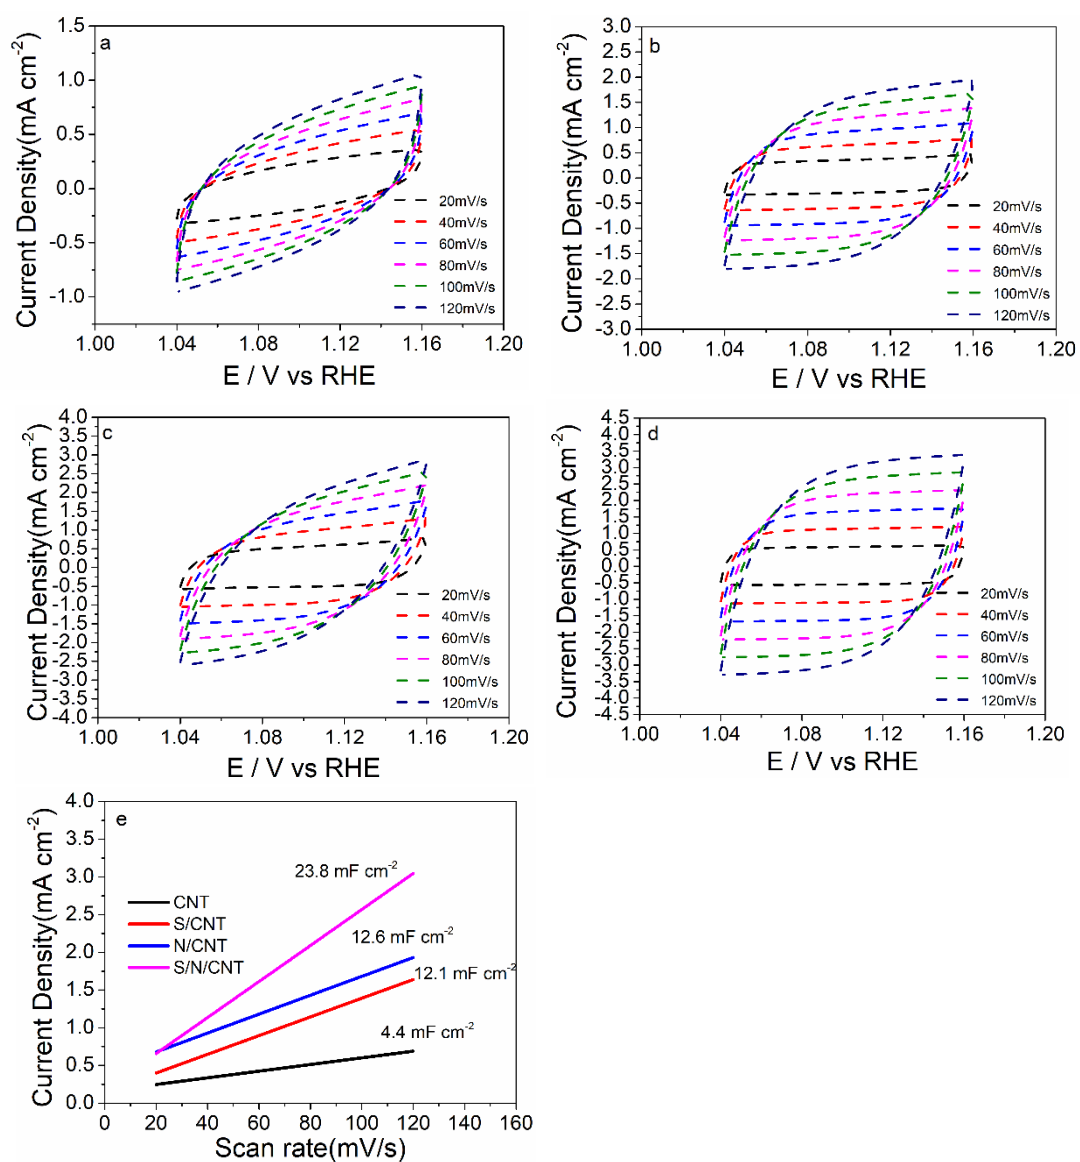 a
Current Density(mA cm-2)
1.5
1.0
0.5
0.0
-0.5
-1.0
20mV/s
40mV/s
60mV/s
80mV/s
100mV/s
120mV/s
1.00 1.04 1.08 1.12 1.16 1.20
E / V vs RHE
b
Current Density(mA cm-2)
3.0
2.5
2.0
1.5
1.0
0.5
0.0
-0.5
-1.0
-1.5
-2.0
-2.5
-3.0
20mV/s
40mV/s
60mV/s
80mV/s
100mV/s
120mV/s
1.00 1.04 1.08 1.12 1.16 1.20
E / V vs RHE
c
Current Density(mA cm-2)
4.0
3.5
3.0
2.5
2.0
1.5
1.0
0.5
0.0
-0.5
-1.0
-1.5
-2.0
-2.5
-3.0
-3.5
-4.0
20mV/s
40mV/s
60mV/s
80mV/s
100mV/s
120mV/s
1.00 1.04 1.08 1.12 1.16 1.20
E / V vs RHE
d
Current Density(mA cm-2)
4.5
4.0
3.5
3.0
2.5
2.0
1.5
1.0
0.5
0.0
-0.5
-1.0
-1.5
-2.0
-2.5
-3.0
-3.5
-4.0
-4.5
20mV/s
40mV/s
60mV/s
80mV/s
100mV/s
120mV/s
1.00 1.04 1.08 1.12 1.16 1.20
E / V vs RHE
e
Current Density(mA cm-2)
4.0
3.5
3.0
2.5
2.0
1.5
1.0
0.5
0.0
CNT
S/CNT
N/CNT
S/N/CNT
23.8 mF cm-2
12.6 mF cm-2
12.1 mF cm-2
4.4 mF cm-2
0 20 40 60 80 100 120 140 160
Scan rate(mV/s)